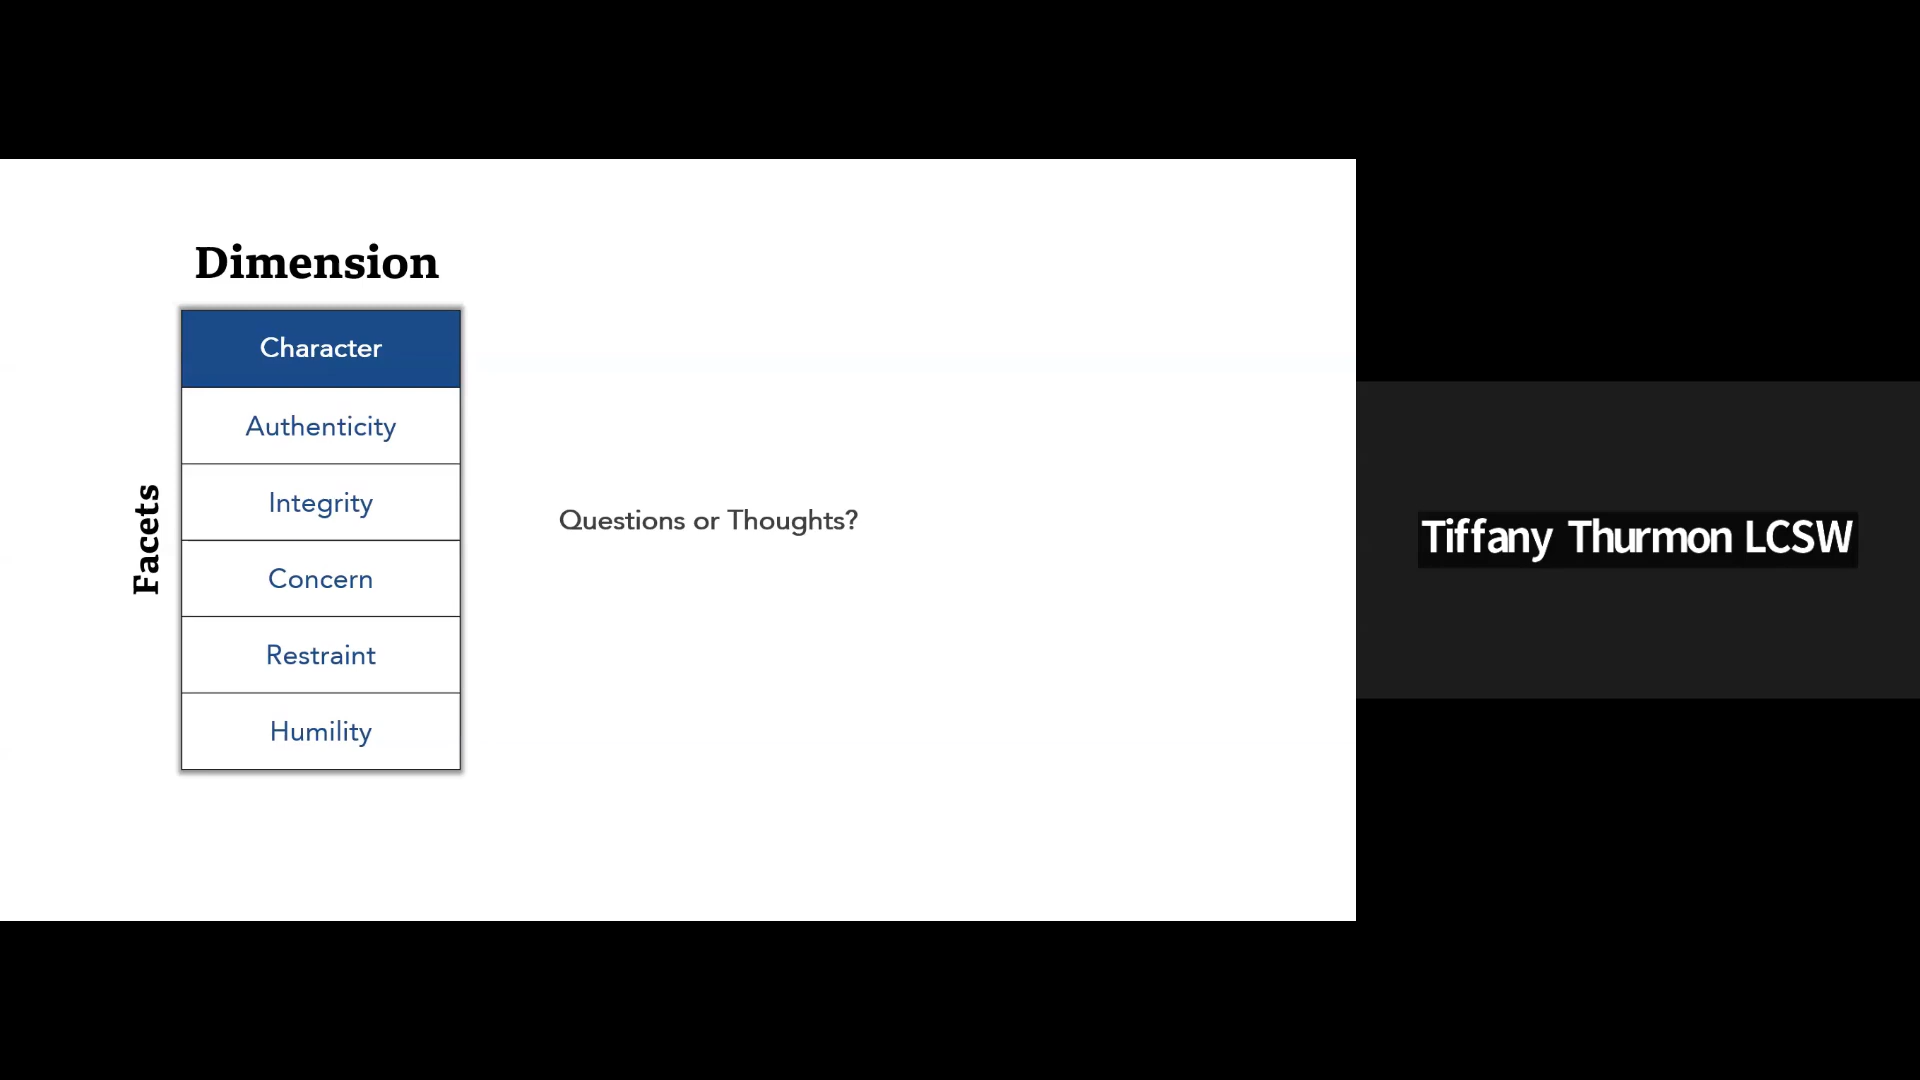 Dimension
Character
Authenticity
Integrity
Concern
Restraint
Humility
Facets
Questions or Thoughts?
Tiffany Thurmon LCSW